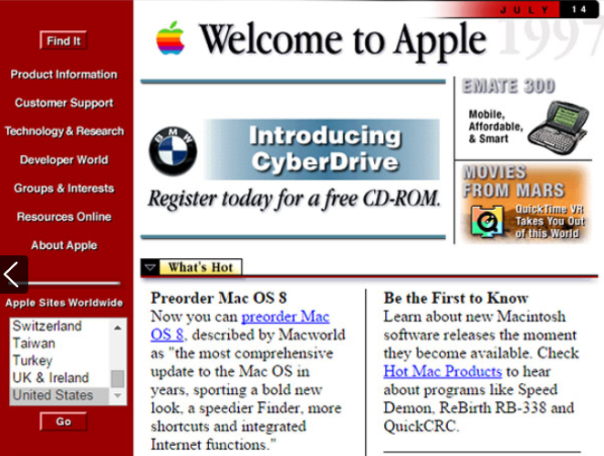 JULY 14
1997
Find It
Welcome to Apple
Product Information
Customer Support
Technology & Research
Developer World
Groups & Interests
Resources Online
About Apple
Apple Sites Worldwide
Switzerland
Taiwan
Turkey
UK & Ireland
United States
Go
BMW
Introducing
CyberDrive
Register today for a free CD-ROM.
EMATE 300
Mobile,
Affordable,
& Smart
MOVIES
FROM MARS
QuickTime VR
Takes You Out
of this World
What's Hot
Preorder Mac OS 8
Now you can preorder Mac
OS 8, described by Macworld
as "the most comprehensive
update to the Mac OS in
years, sporting a bold new
look, a speedier Finder, more
shortcuts and integrated
Internet functions."
Be the First to Know
Learn about new Macintosh
software releases the moment
they become available. Check
Hot Mac Products to hear
about programs like Speed
Demon, ReBirth RB-338 and
QuickCRC.